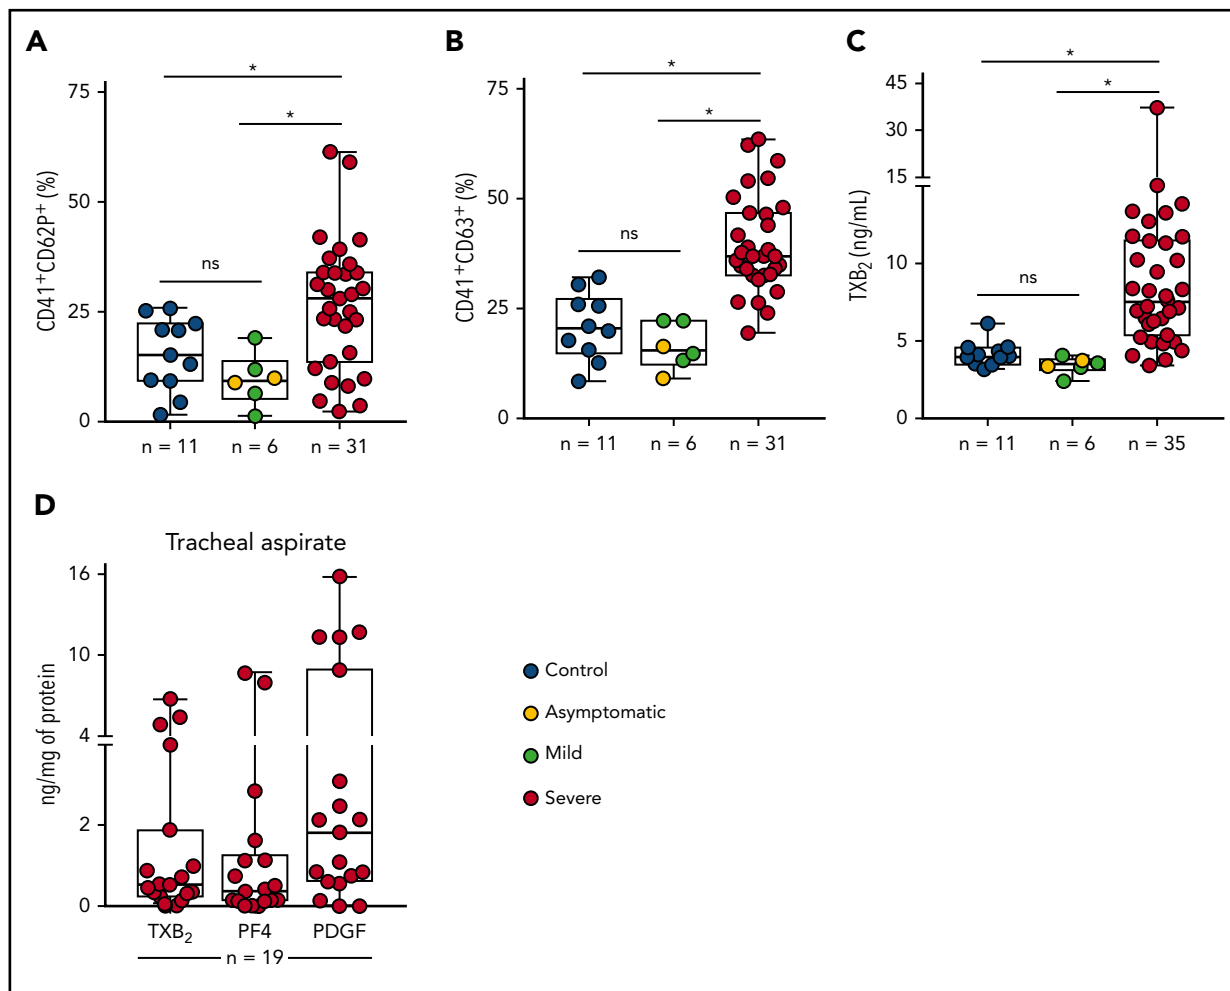 A
CD41+CD62P+ (%)
75
50
25
0
*
*
ns
n = 11
n = 6
n = 31
B
CD41+CD63+ (%)
75
50
25
0
*
*
ns
n = 11
n = 6
n = 31
C
TXB2 (ng/mL)
45
30
15
10
5
0
*
*
ns
n = 11
n = 6
n = 35
D
Tracheal aspirate
ng/mg of protein
16
10
4
2
0
TXB2
PF4
PDGF
n = 19
Control
Asymptomatic
Mild
Severe